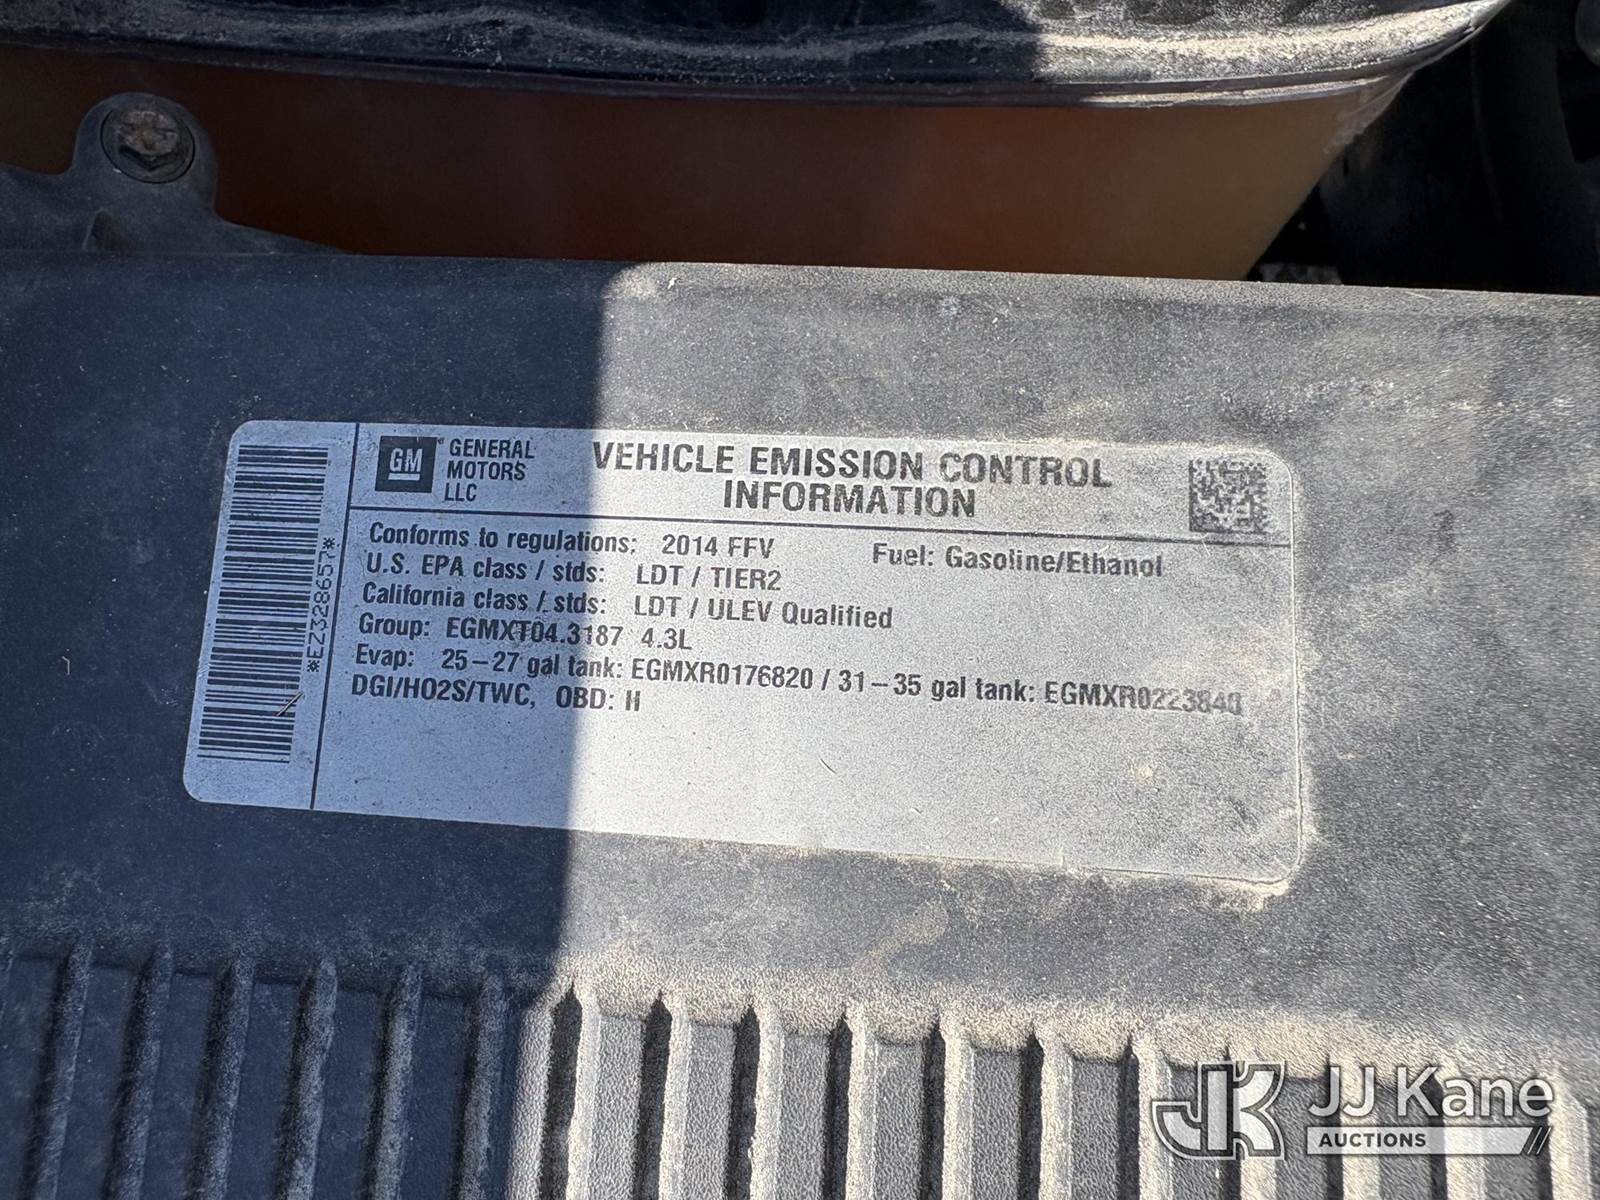 GM
GENERAL
MOTORS
LLC
VEHICLE EMISSION CONTROL
INFORMATION
Conforms to regulations: 2014 FFV Fuel: Gasoline/Ethanol
U.S. EPA class / stds: LDT / TIER2
California class / stds: LDT / ULEV Qualified
Group: EGMXT04.3187 4.3L
Evap: 25-27 gal tank: EGMXR0176820 / 31-35 gal tank: EGMXR0223840
DGI/HO2S/TWC, OBD: II
*EZ328657*
JK
JJ Kane
AUCTIONS